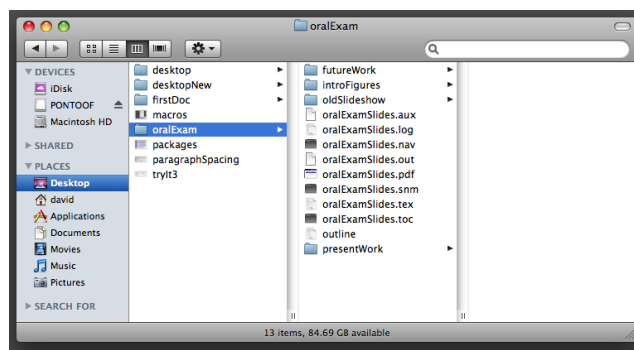 oralExam
DEVICES
iDisk
PONTOOF
Macintosh HD
SHARED
PLACES
Desktop
david
Applications
Documents
Movies
Music
Pictures
SEARCH FOR
desktop
desktopNew
firstDoc
macros
oralExam
packages
paragraphSpacing
tryIt3
futureWork
introFigures
oldSlideshow
oralExamSlides.aux
oralExamSlides.log
oralExamSlides.nav
oralExamSlides.out
oralExamSlides.pdf
oralExamSlides.snm
oralExamSlides.tex
oralExamSlides.toc
outline
presentWork
13 items, 84.69 GB available